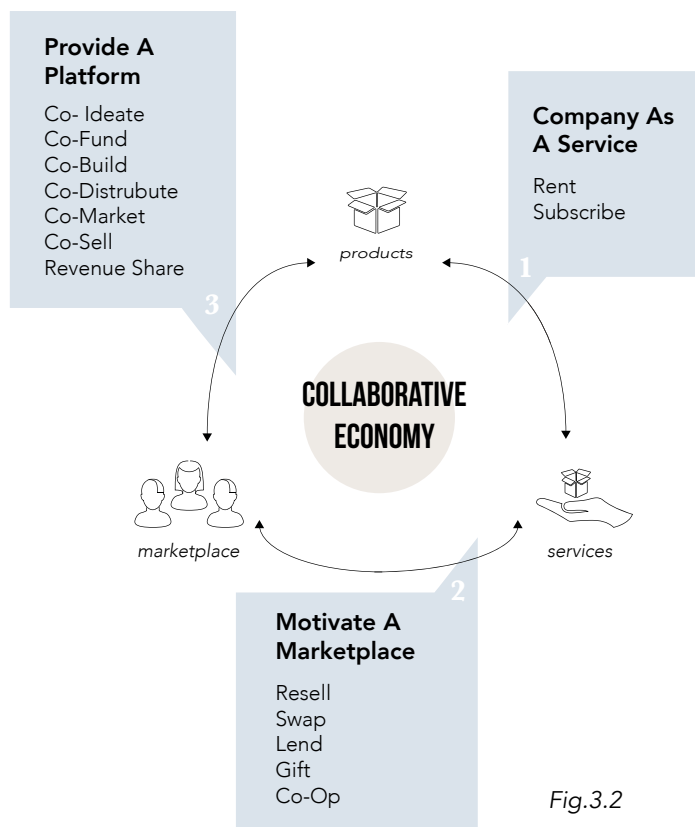 Provide A
Platform
Co- Ideate
Co-Fund
Co-Build
Co-Distrubute
Co-Market
Co-Sell
Revenue Share
3
Company As
A Service
Rent
Subscribe
1
products
COLLABORATIVE
ECONOMY
marketplace
services
2
Motivate A
Marketplace
Resell
Swap
Lend
Gift
Co-Op
Fig.3.2